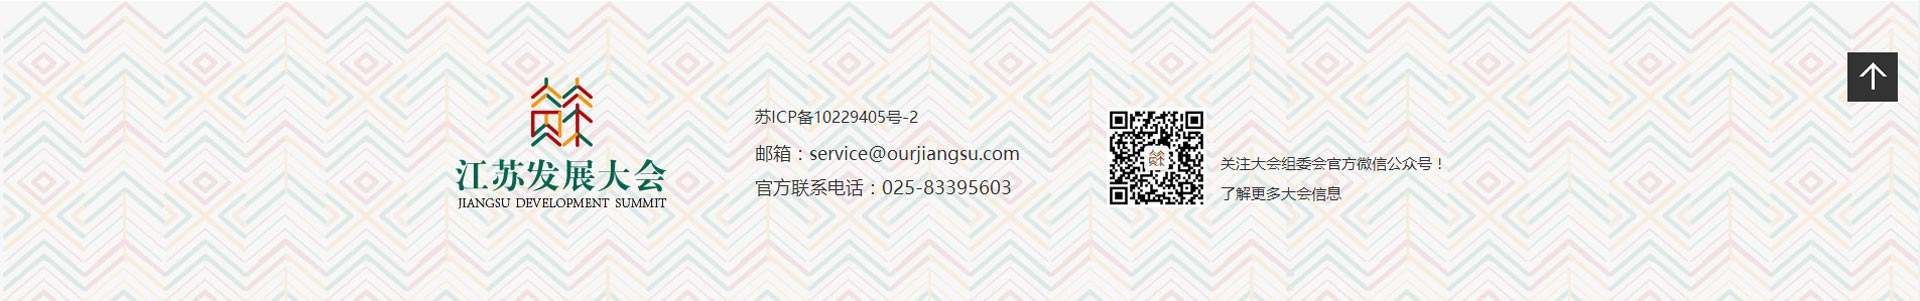 江苏发展大会
JIANGSU DEVELOPMENT SUMMIT
苏ICP备10229405号-2
邮箱：service@ourjiangsu.com
官方联系电话：025-83395603
关注大会组委会官方微信公众号！
了解更多大会信息